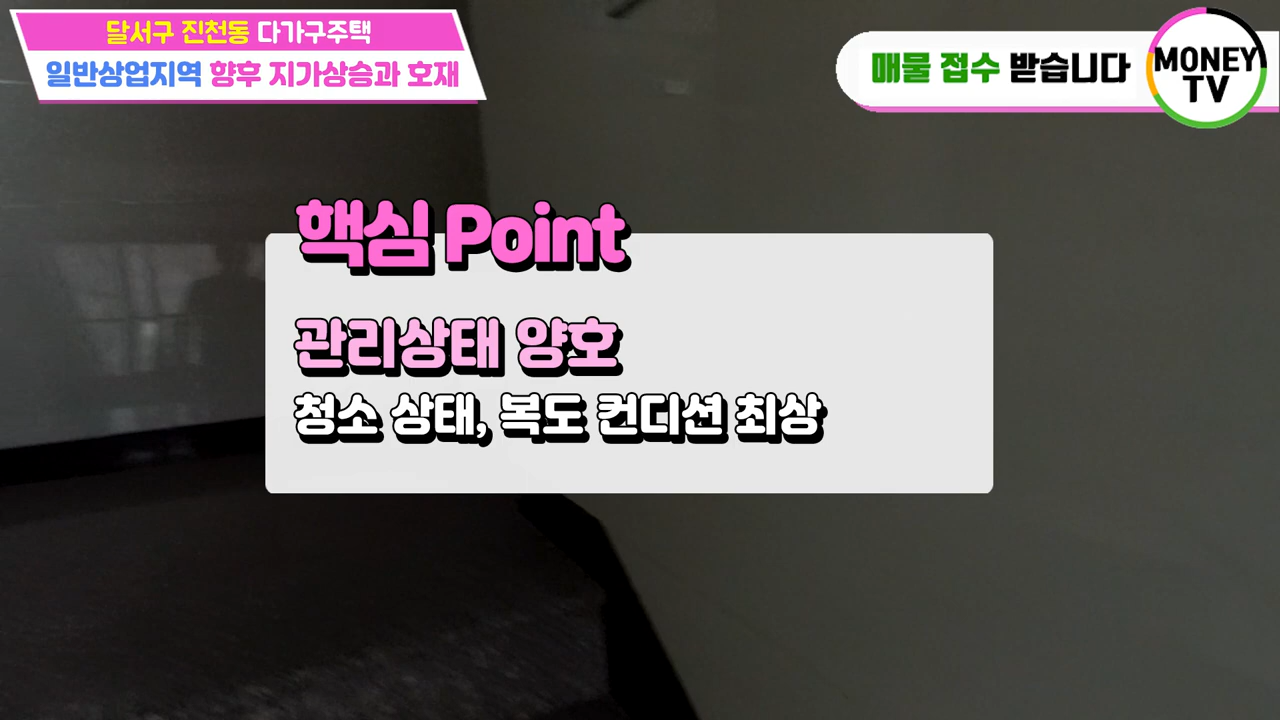 달서구 진천동 다가구주택
일반상업지역 향후 지가상승과 호재
매물 접수 받습니다
MONEY
TV
핵심 Point
관리상태 양호
청소 상태, 복도 컨디션 최상